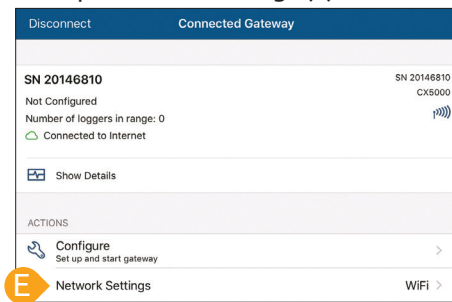 Disconnect Connected Gateway
SN 20146810 SN 20146810
Not Configured CX5000
Number of loggers in range: 0
Connected to Internet
Show Details
ACTIONS
Configure
Set up and start gateway
E Network Settings WiFi